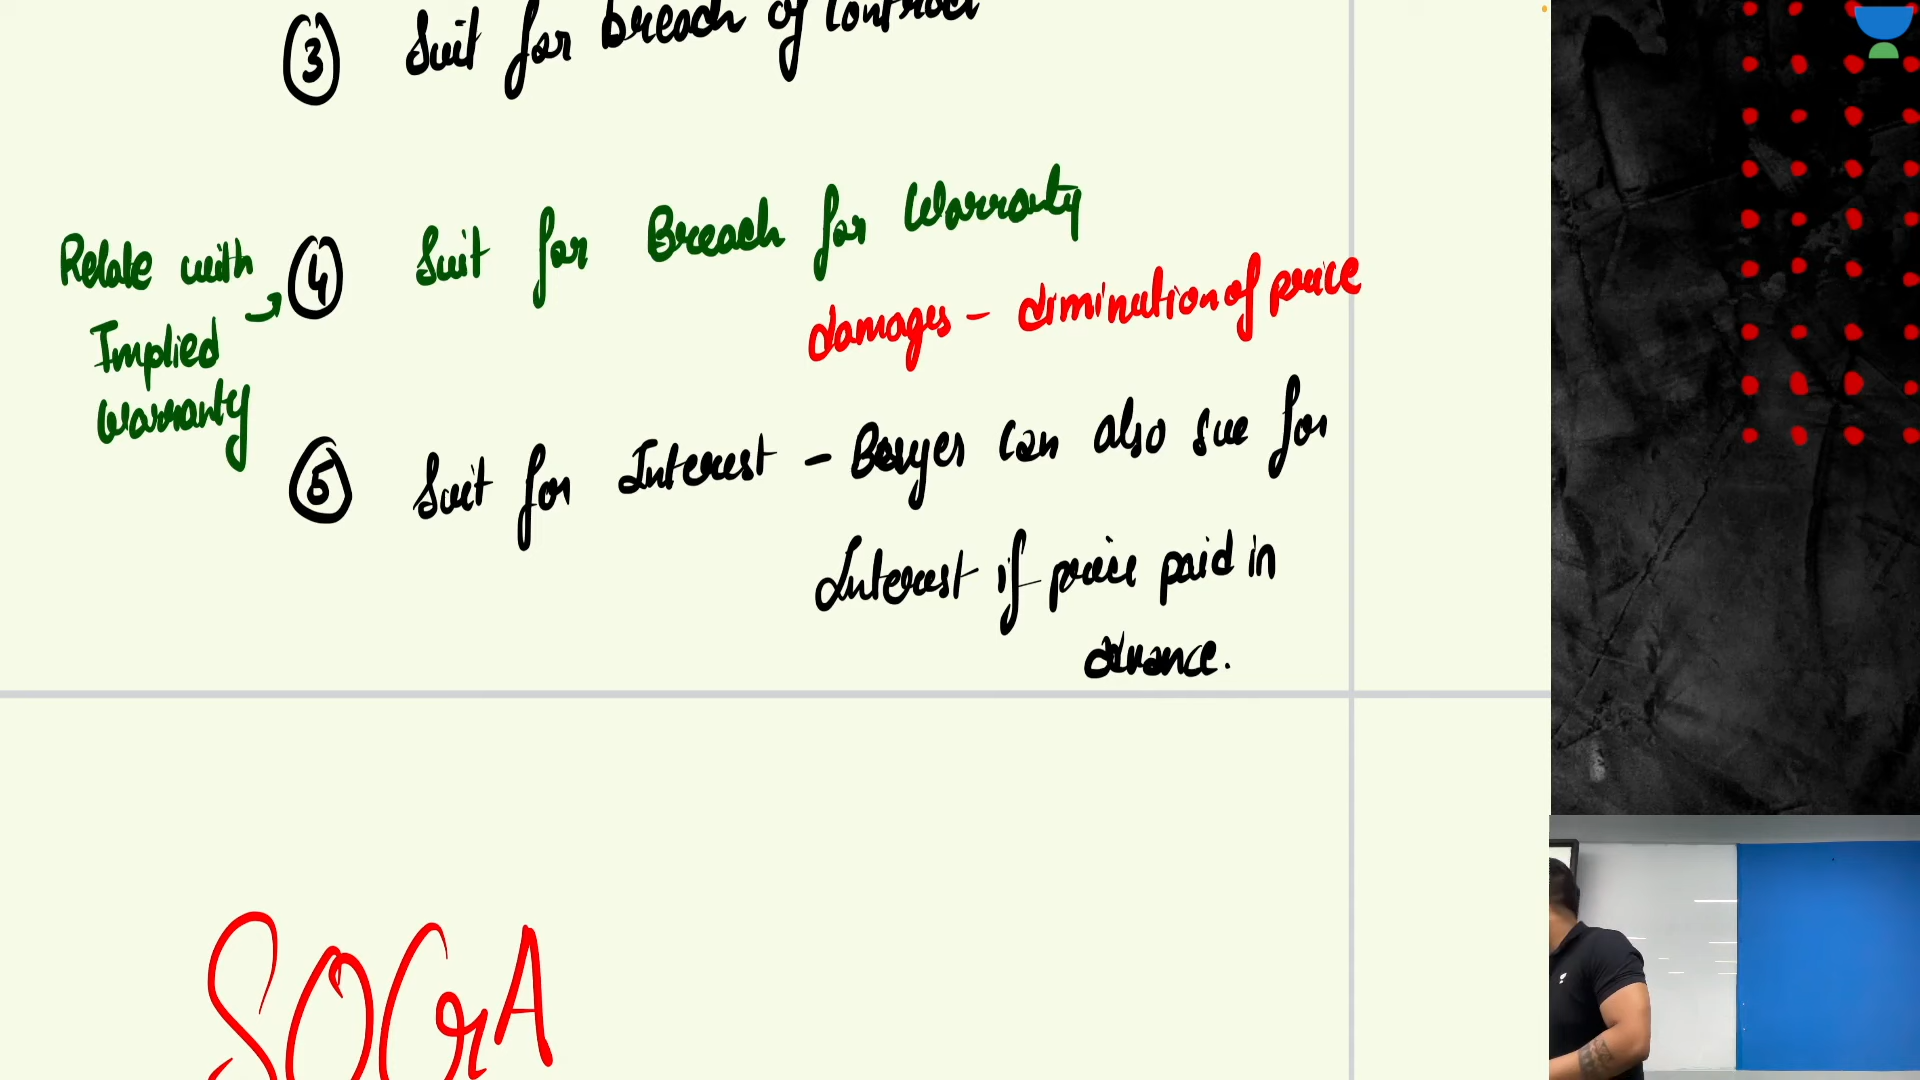 3 Suit for breach of contract
4 Suit for Breach for Warranty
Relate with
Implied
Warranty
damages – diminution of price
5 Suit for Interest – Buyer can also sue for
Interest if price paid in
advance.
SOGA